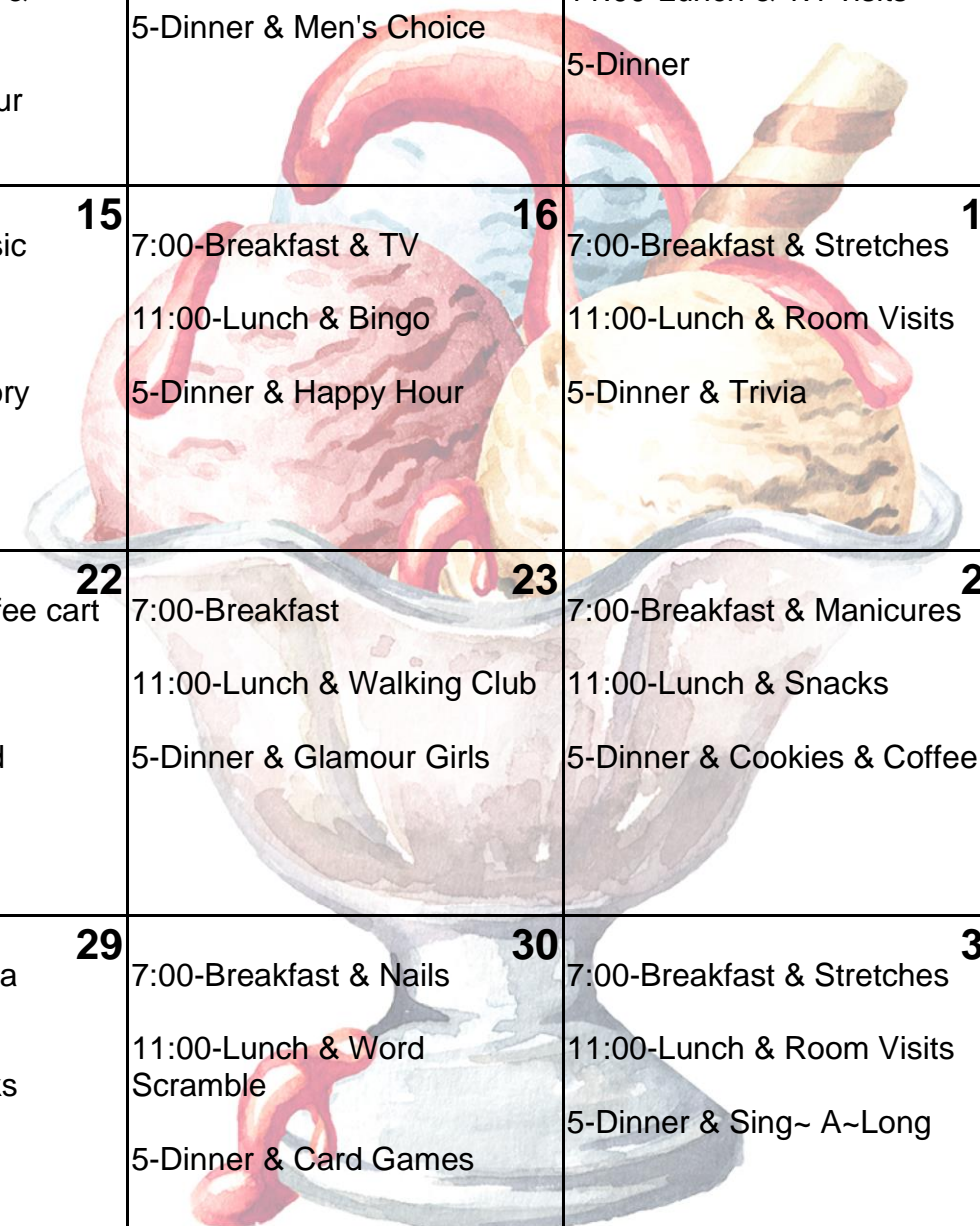 5-Dinner & Men's Choice
5-Dinner
15
7:00-Breakfast & TV
11:00-Lunch & Bingo
5-Dinner & Happy Hour
16
7:00-Breakfast & Stretches
11:00-Lunch & Room Visits
5-Dinner & Trivia
22
cart
7:00-Breakfast
11:00-Lunch & Walking Club
5-Dinner & Glamour Girls
23
7:00-Breakfast & Manicures
11:00-Lunch & Snacks
5-Dinner & Cookies & Coffee
29
7:00-Breakfast & Nails
11:00-Lunch & Word
Scramble
5-Dinner & Card Games
30
7:00-Breakfast & Stretches
11:00-Lunch & Room Visits
5-Dinner & Sing~ A~Long